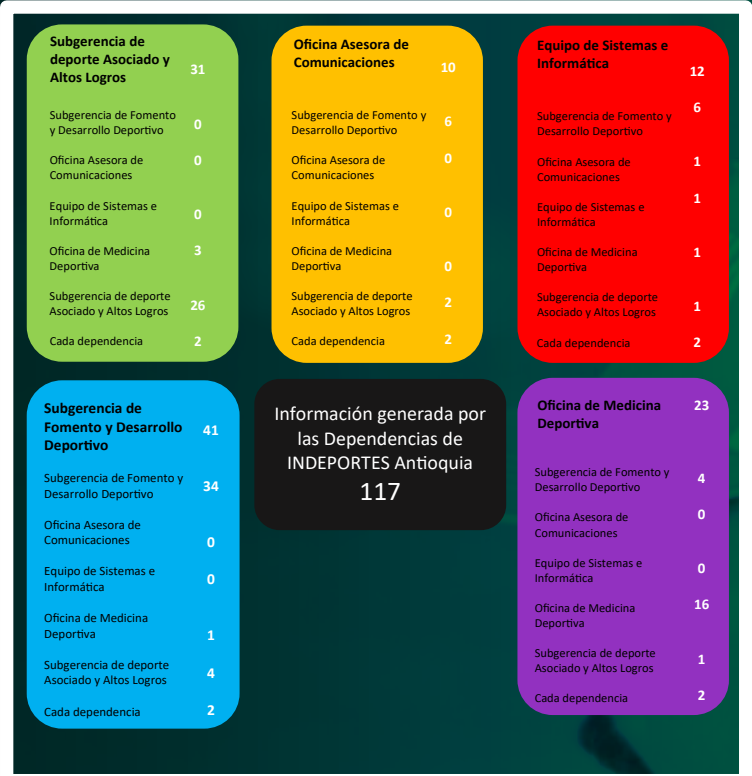 Subgerencia de
deporte Asociado y
Altos Logros
31
Subgerencia de Fomento
y Desarrollo Deportivo
0
Oficina Asesora de
Comunicaciones
0
Equipo de Sistemas e
Informática
0
Oficina de Medicina
Deportiva
3
Subgerencia de deporte
Asociado y Altos Logros
26
Cada dependencia
2
Oficina Asesora de
Comunicaciones
10
Subgerencia de Fomento y
Desarrollo Deportivo
6
Oficina Asesora de
Comunicaciones
0
Equipo de Sistemas e
Informática
0
Oficina de Medicina
Deportiva
0
Subgerencia de deporte
Asociado y Altos Logros
2
Cada dependencia
2
Equipo de Sistemas e
Informática
12
Subgerencia de Fomento y
Desarrollo Deportivo
6
Oficina Asesora de
Comunicaciones
1
Equipo de Sistemas e
Informática
1
Oficina de Medicina
Deportiva
1
Subgerencia de deporte
Asociado y Altos Logros
1
Cada dependencia
2
Subgerencia de
Fomento y Desarrollo
Deportivo
41
Subgerencia de Fomento y
Desarrollo Deportivo
34
Oficina Asesora de
Comunicaciones
0
Equipo de Sistemas e
Informática
0
Oficina de Medicina
Deportiva
1
Subgerencia de deporte
Asociado y Altos Logros
4
Cada dependencia
2
Información generada por
las Dependencias de
INDEPORTES Antioquia
117
Oficina de Medicina
Deportiva
23
Subgerencia de Fomento y
Desarrollo Deportivo
4
Oficina Asesora de
Comunicaciones
0
Equipo de Sistemas e
Informática
0
Oficina de Medicina
Deportiva
16
Subgerencia de deporte
Asociado y Altos Logros
1
Cada dependencia
2